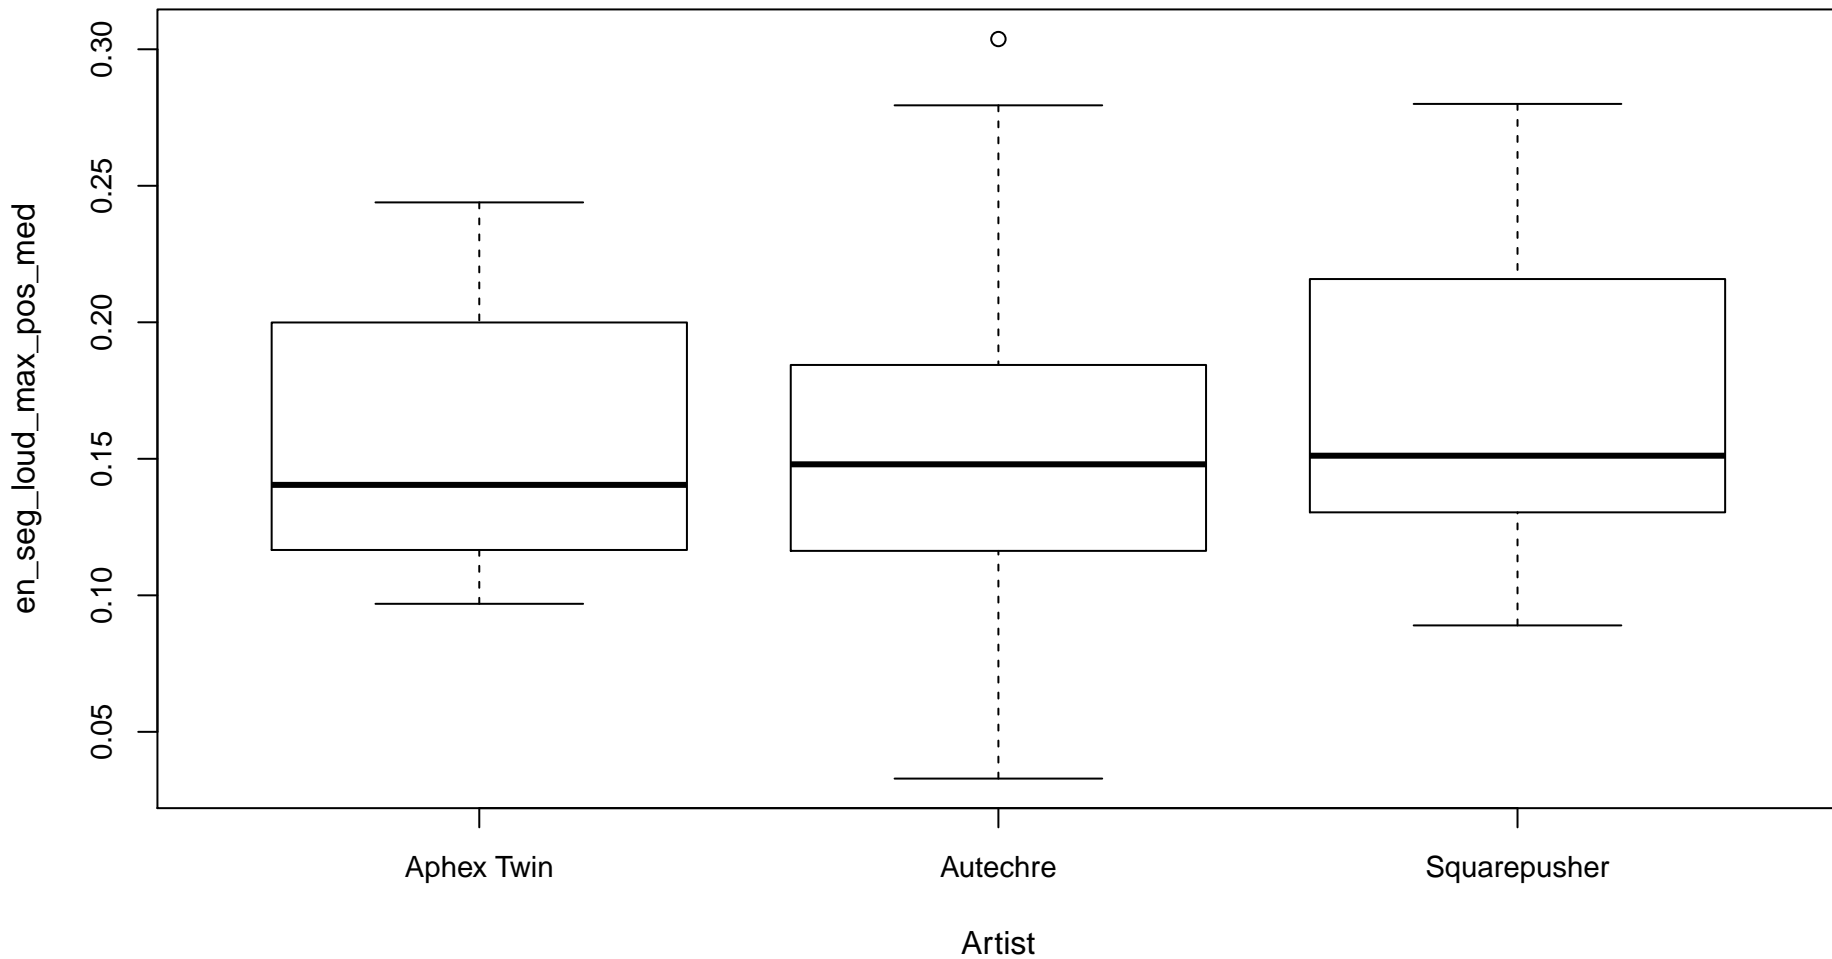 en_seg_loud_max_pos_med
0.30
0.25
0.20
0.15
0.10
0.05
Aphex Twin
Autechre
Squarepusher
Artist